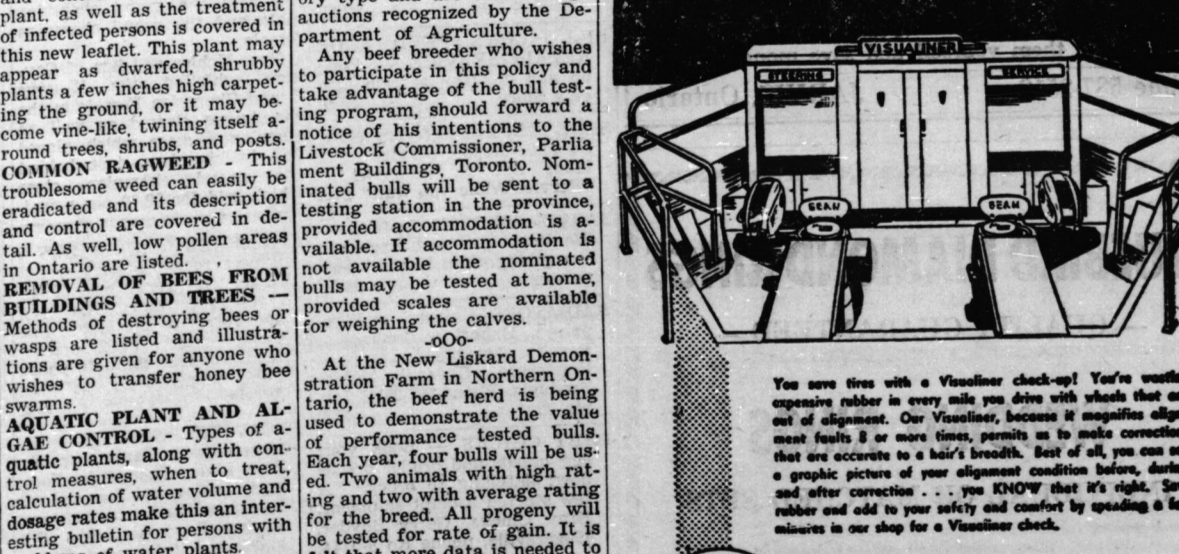 plant, as well as the treatment
of infected persons is covered in
this new leaflet. This plant may
appear as dwarfed, shrubby
plants a few inches high carpet-
ing the ground, or it may be-
come vine-like, twining itself a-
round trees, shrubs, and posts.
COMMON RAGWEED - This
troublesome weed can easily be
eradicated and its description
and control are covered in de-
tail. As well, low pollen areas
in Ontario are listed.
REMOVAL OF BEES FROM
BUILDINGS AND TREES —
Methods of destroying bees or
wasps are listed and illustra-
tions are given for anyone who
wishes to transfer honey bee
swarms.
AQUATIC PLANT AND AL-
GAE CONTROL - Types of a-
quatic plants, along with con-
trol measures, when to treat,
calculation of water volume and
dosage rates make this an inter-
esting bulletin for persons with
of water plants.
auctions recognized by the De-
partment of Agriculture.
Any beef breeder who wishes
to participate in this policy and
take advantage of the bull test-
ing program, should forward a
notice of his intentions to the
Livestock Commissioner, Parlia
ment Buildings, Toronto. Nom-
inated bulls will be sent to a
testing station in the province,
provided accommodation is a-
vailable. If accommodation is
not available the nominated
bulls may be tested at home,
provided scales are available
for weighing the calves.
-oOo-
At the New Liskard Demon-
stration Farm in Northern On-
tario, the beef herd is being
used to demonstrate the value
of performance tested bulls.
Each year, four bulls will be us-
ed. Two animals with high rat-
ing and two with average rating
for the breed. All progeny will
be tested for rate of gain. It is
felt that more data is needed to
VISUALINER
STEERING
SERVICE
BEAN
BEAN
You save tires with a Visualiner check-up! You're
expensive rubber in every mile you drive with wheels that
out of alignment. Our Visualiner, because it magnifies
ment faults 8 or more times, permits us to make
that are accurate to a hair's breadth. Best of all, you can
a graphic picture of your alignment condition before,
and after correction . . . you KNOW that it's right.
rubber and add to your safety and comfort by spending a
minutes in our shop for a Visualiner check.